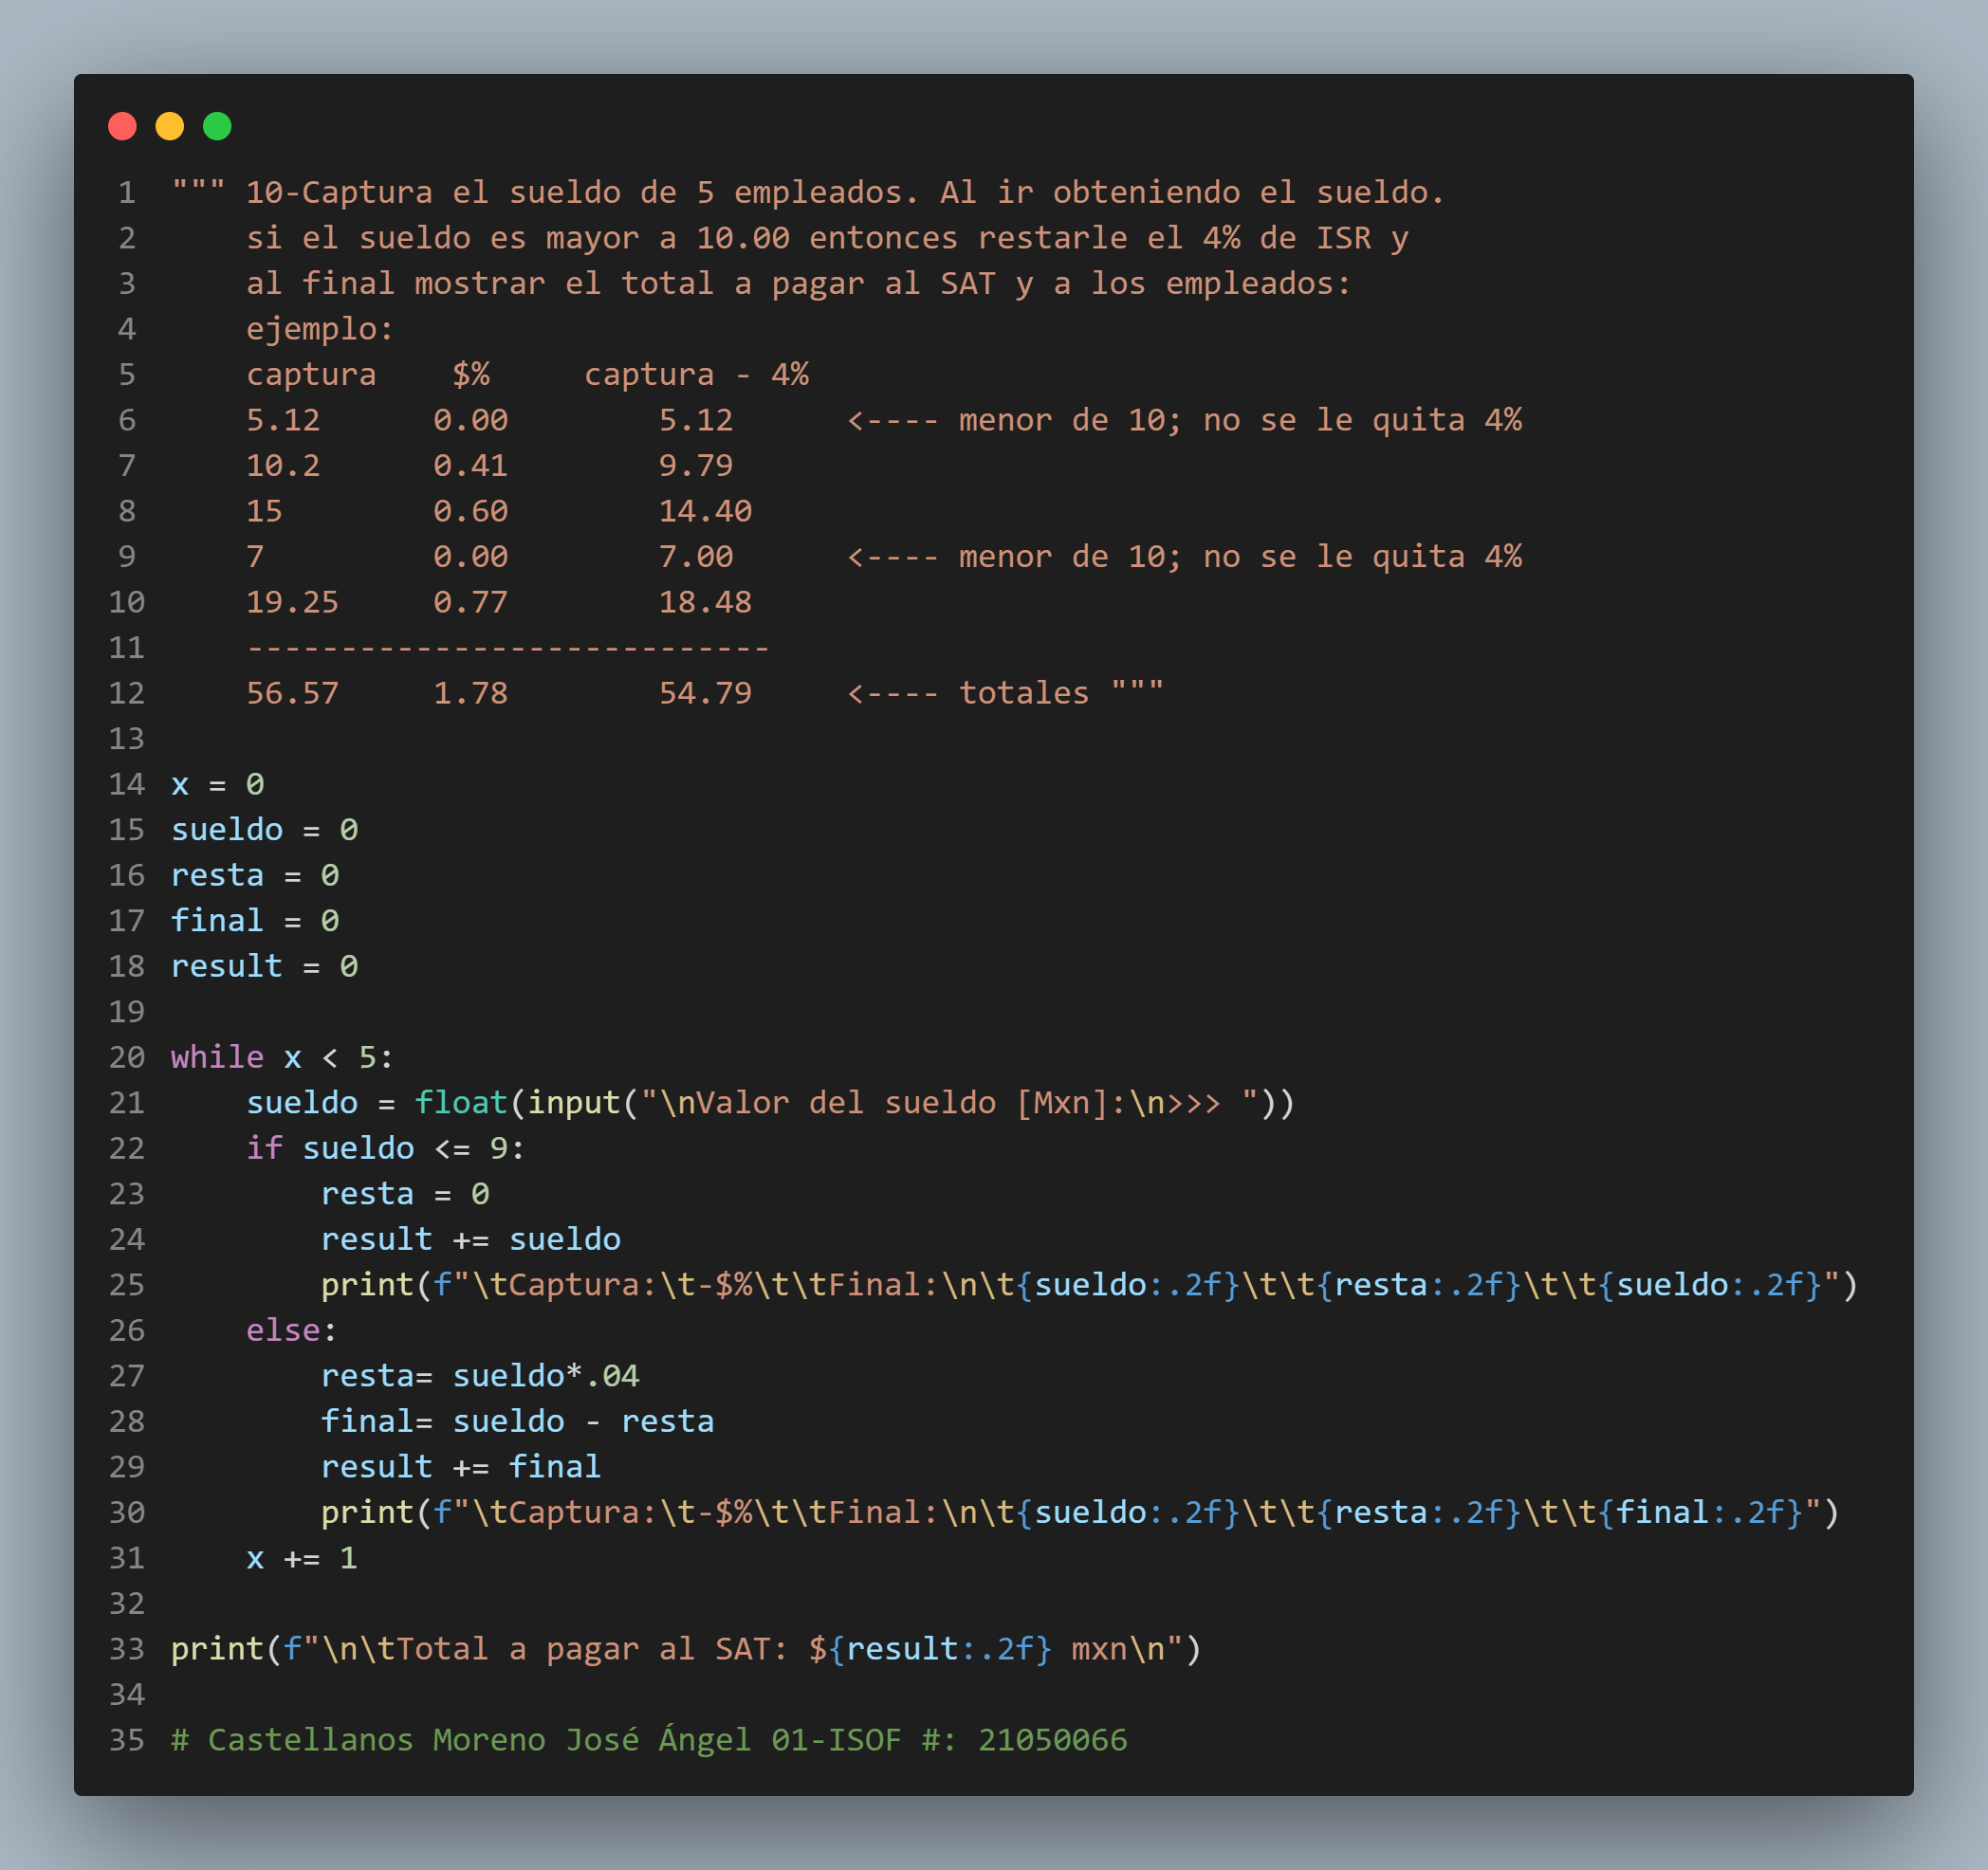 1 """ 10-Captura el sueldo de 5 empleados. Al ir obteniendo el sueldo.
2     si el sueldo es mayor a 10.00 entonces restarle el 4% de ISR y
3     al final mostrar el total a pagar al SAT y a los empleados:
4     ejemplo:
5     captura    $%     captura - 4%
6     5.12      0.00        5.12      <---- menor de 10; no se le quita 4%
7     10.2      0.41        9.79
8     15        0.60        14.40
9     7         0.00        7.00      <---- menor de 10; no se le quita 4%
10     19.25     0.77        18.48
11     ----------------------------
12     56.57     1.78        54.79     <---- totales """
13
14 x = 0
15 sueldo = 0
16 resta = 0
17 final = 0
18 result = 0
19
20 while x < 5:
21     sueldo = float(input("\nValor del sueldo [Mxn]:\n>>> "))
22     if sueldo <= 9:
23         resta = 0
24         result += sueldo
25         print(f"\tCaptura:\t-$%\t\tFinal:\n\t{sueldo:.2f}\t\t{resta:.2f}\t\t{sueldo:.2f}")
26     else:
27         resta= sueldo*.04
28         final= sueldo - resta
29         result += final
30         print(f"\tCaptura:\t-$%\t\tFinal:\n\t{sueldo:.2f}\t\t{resta:.2f}\t\t{final:.2f}")
31     x += 1
32
33 print(f"\n\tTotal a pagar al SAT: ${result:.2f} mxn\n")
34
35 # Castellanos Moreno José Ángel 01-ISOF #: 21050066